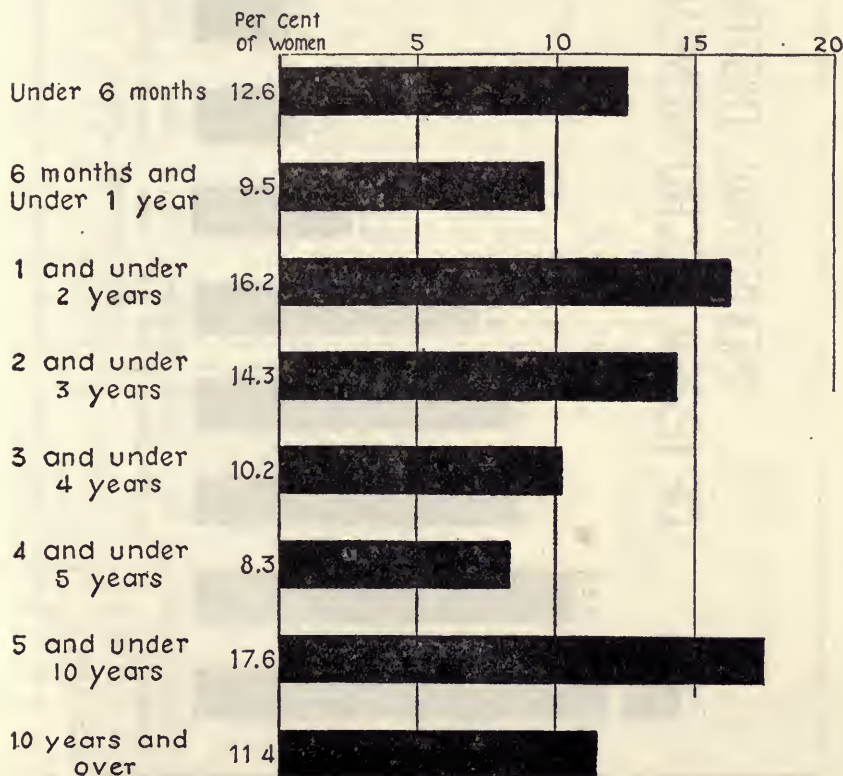 Per cent
of women 5 10 15 20
Under 6 months 12.6
6 months and
Under 1 year 9.5
1 and under
2 years 16.2
2 and under
3 years 14.3
3 and under
4 years 10.2
4 and under
5 years 8.3
5 and under
10 years 17.6
10 years and
over 11 4